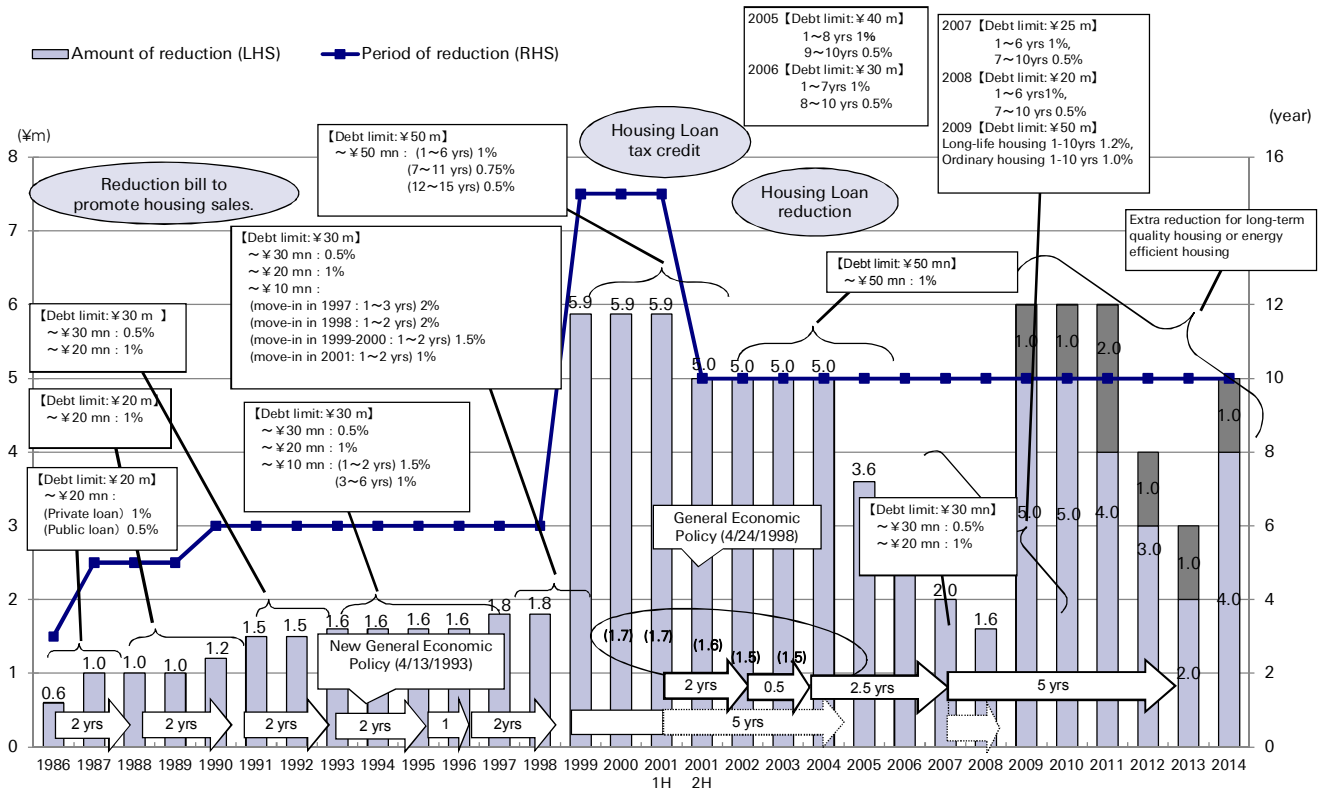 Amount of reduction (LHS)
Period of reduction (RHS)
2005【Debt limit:¥40 m】
1～8 yrs 1%
9～10yrs 0.5%
2006【Debt limit:¥30 m】
1～7yrs 1%
8～10 yrs 0.5%
2007【Debt limit:¥25 m】
1～6 yrs 1%,
7～10yrs 0.5%
2008【Debt limit:¥20 m】
1～6 yrs1%,
7～10 yrs 0.5%
2009【Debt limit:¥50 m】
Long-life housing 1-10yrs 1.2%,
Ordinary housing 1-10 yrs 1.0%
(¥m)
(year)
Reduction bill to
promote housing sales.
【Debt limit:¥50 m】
～¥50 mn : (1～6 yrs) 1%
(7～11 yrs) 0.75%
(12～15 yrs) 0.5%
Housing Loan
tax credit
Housing Loan
reduction
Extra reduction for long-term
quality housing or energy
efficient housing
【Debt limit:¥30 m】
～¥30 mn : 0.5%
～¥20 mn : 1%
～¥10 mn :
(move-in in 1997 : 1～3 yrs) 2%
(move-in in 1998 : 1～2 yrs) 2%
(move-in in 1999-2000 : 1～2 yrs) 1.5%
(move-in in 2001: 1～2 yrs) 1%
【Debt limit:¥50 mn】
～¥50 mn : 1%
【Debt limit:¥30 m】
～¥30 mn : 0.5%
～¥20 mn : 1%
【Debt limit:¥20 m】
～¥20 mn : 1%
【Debt limit:¥30 m】
～¥30 mn : 0.5%
～¥20 mn : 1%
～¥10 mn : (1～2 yrs) 1.5%
(3～6 yrs) 1%
【Debt limit:¥20 m】
～¥20 mn :
(Private loan) 1%
(Public loan) 0.5%
General Economic
Policy (4/24/1998)
【Debt limit:¥30 mn】
～¥30 mn : 0.5%
～¥20 mn : 1%
New General Economic
Policy (4/13/1993)
8
7
6
5
4
3
2
1
0
16
14
12
10
8
6
4
2
0
0.6 1.0 1.0 1.0 1.2 1.5 1.5 1.6 1.6 1.6 1.6 1.8 1.8 5.9 5.9 5.9 5.0 5.0 5.0 5.0 3.6 2.0 1.6 5.0 5.0 4.0 3.0 2.0 4.0
1.0 1.0 2.0 1.0 1.0 1.0
(1.7) (1.7) (1.6) (1.5) (1.5)
2 yrs 0.5 2.5 yrs 5 yrs
2 yrs 2 yrs 2 yrs 2 yrs 1 2yrs 5 yrs
1986 1987 1988 1989 1990 1991 1992 1993 1994 1995 1996 1997 1998 1999 2000 2001 2001 2002 2003 2004 2005 2006 2007 2008 2009 2010 2011 2012 2013 2014
1H 2H